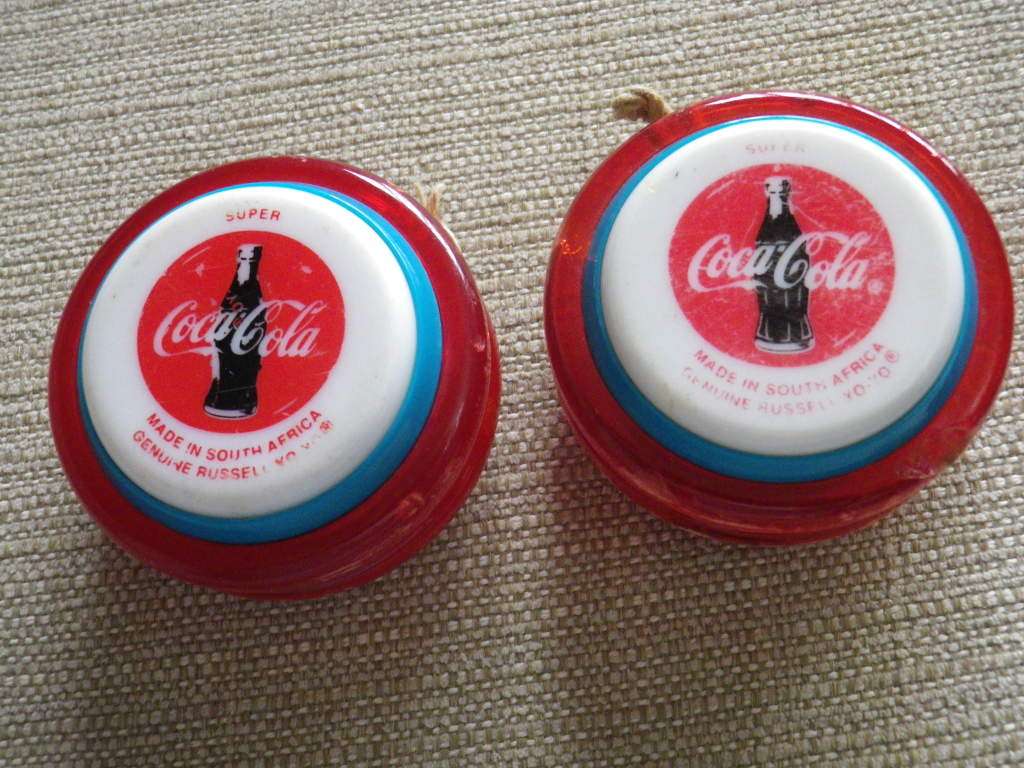 SUPER
Coca-Cola
MADE IN SOUTH AFRICA
GENUINE RUSSELL YO-YO®
SUPER
Coca-Cola®
MADE IN SOUTH AFRICA
GENUINE RUSSELL YO-YO®